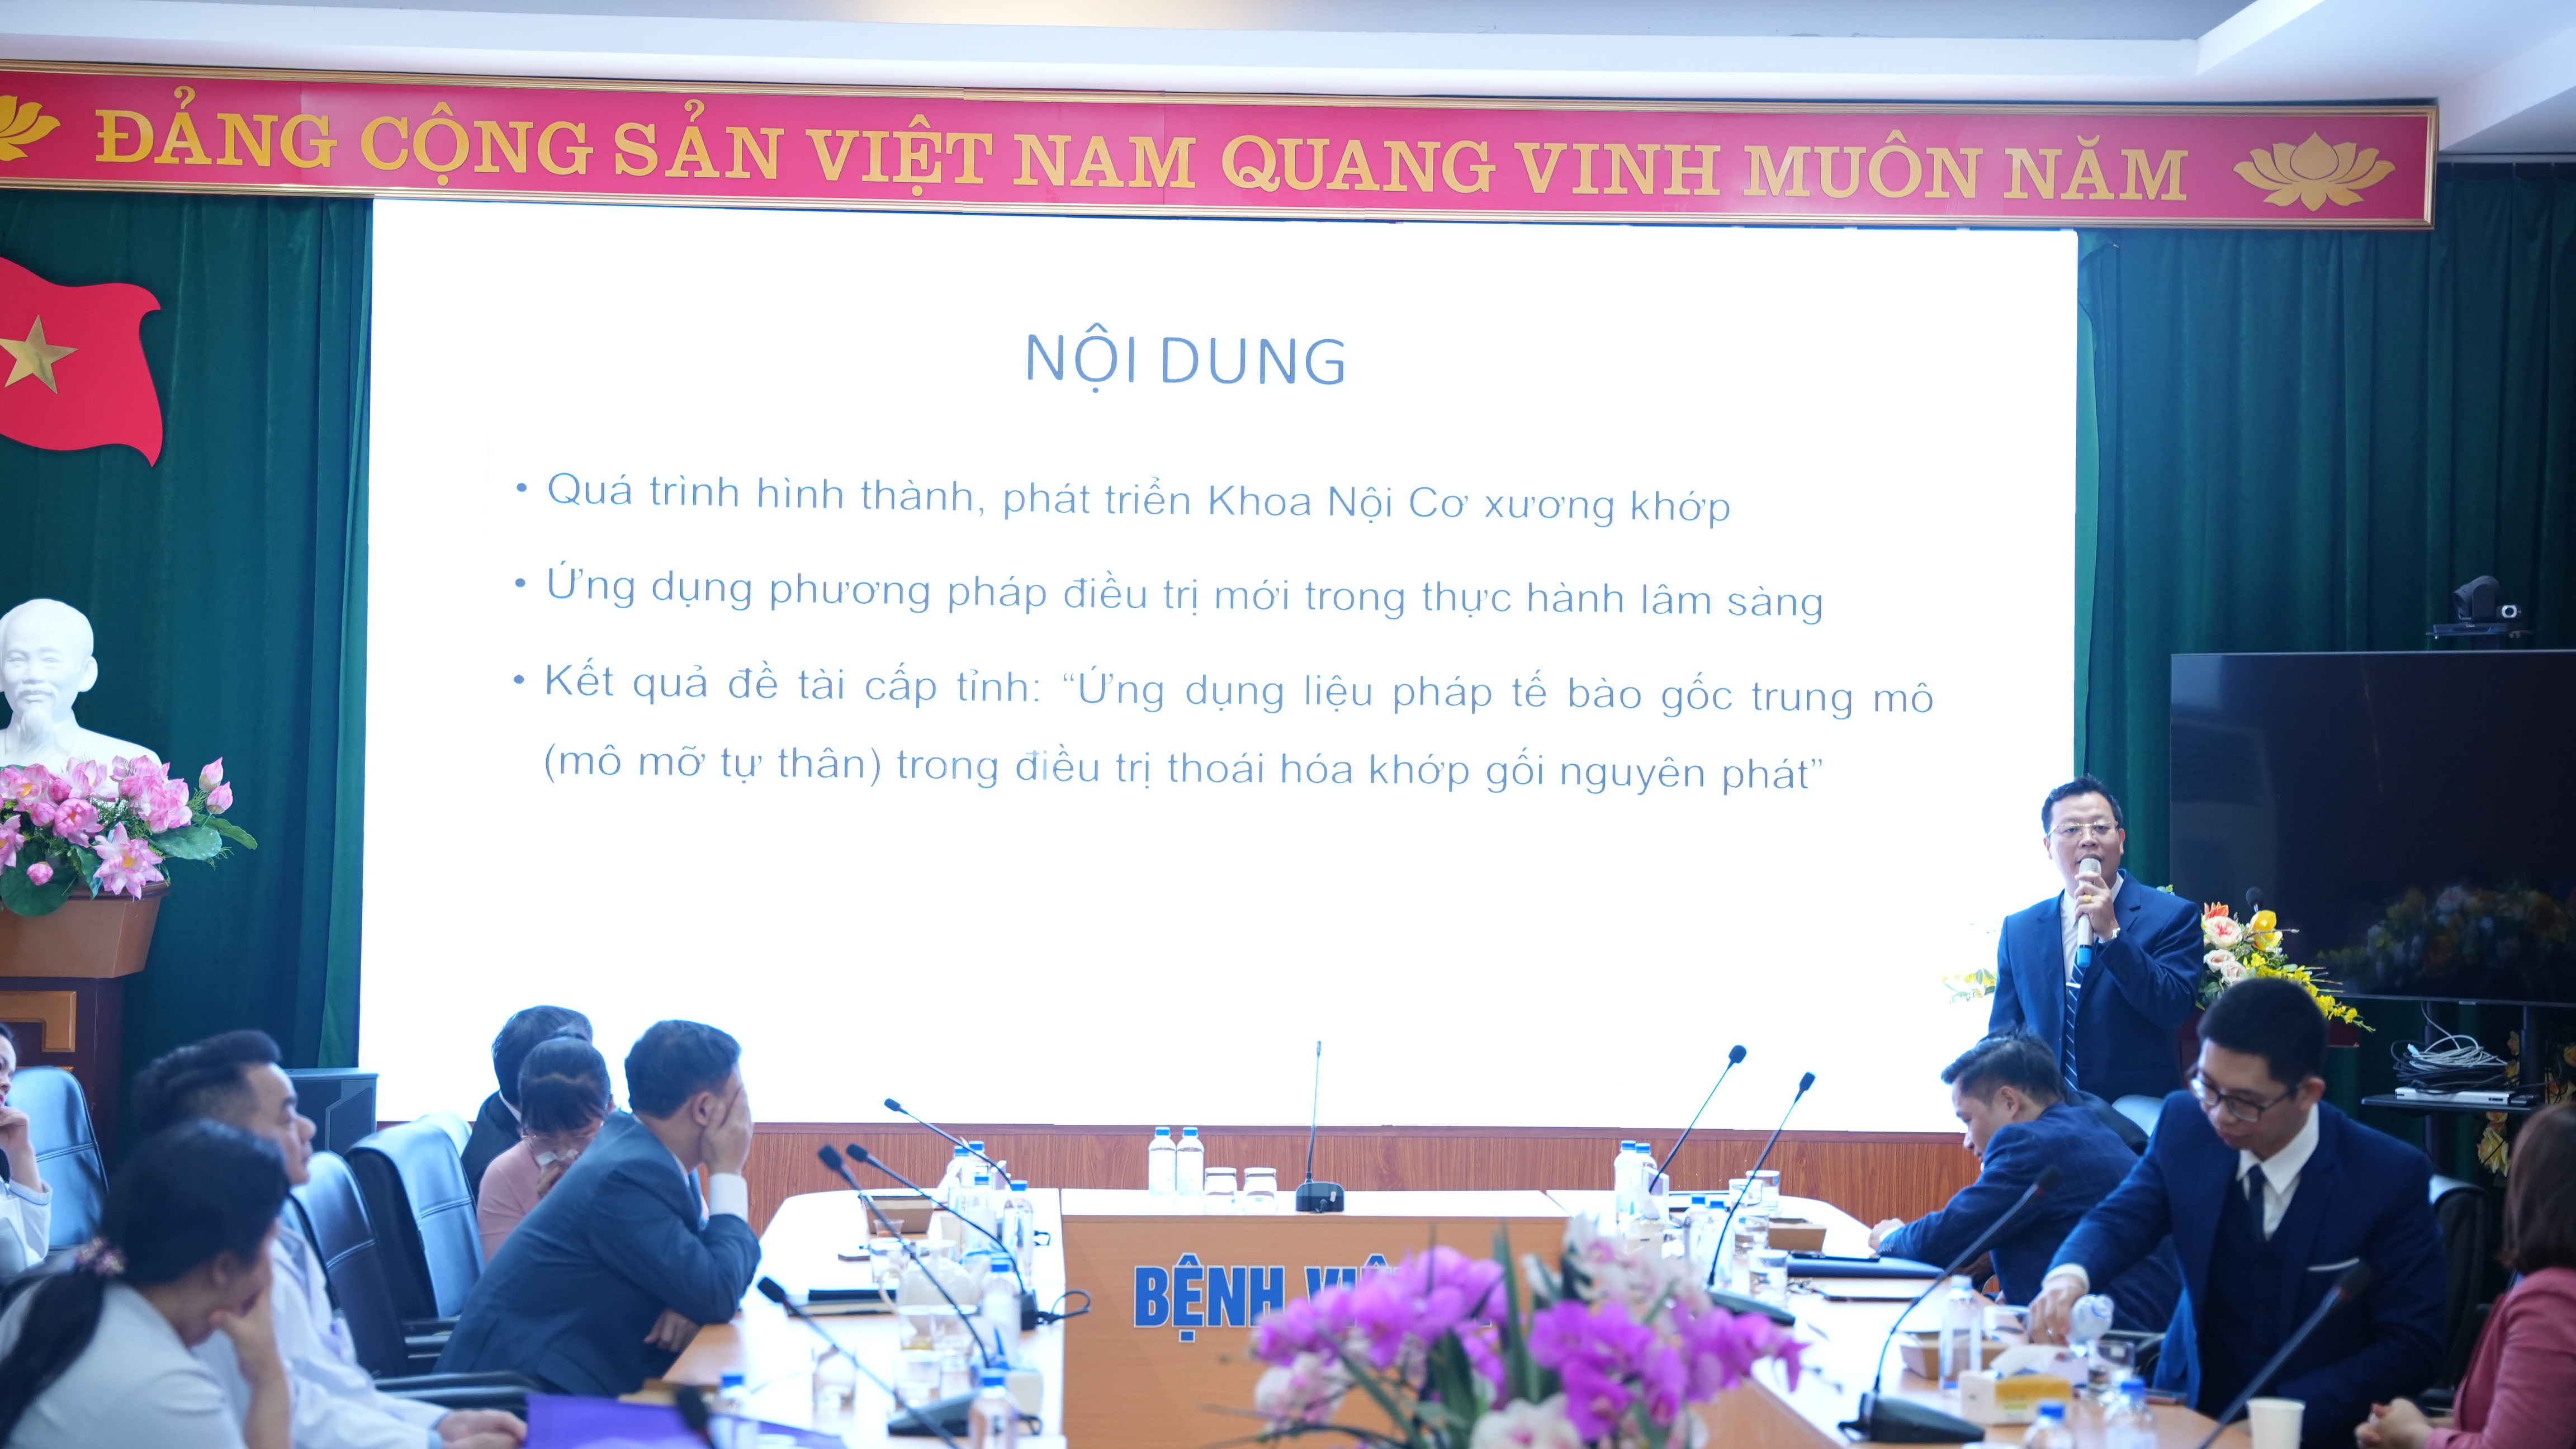 ĐẢNG CỘNG SẢN VIỆT NAM QUANG VINH MUÔN NĂM
NỘI DUNG
• Quá trình hình thành, phát triển Khoa Nội Cơ xương khớp
• Ứng dụng phương pháp điều trị mới trong thực hành lâm sàng
• Kết quả đề tài cấp tỉnh: “Ứng dụng liệu pháp tế bào gốc trung mô
(mô mỡ tự thân) trong điều trị thoái hóa khớp gối nguyên phát”
BỆNH